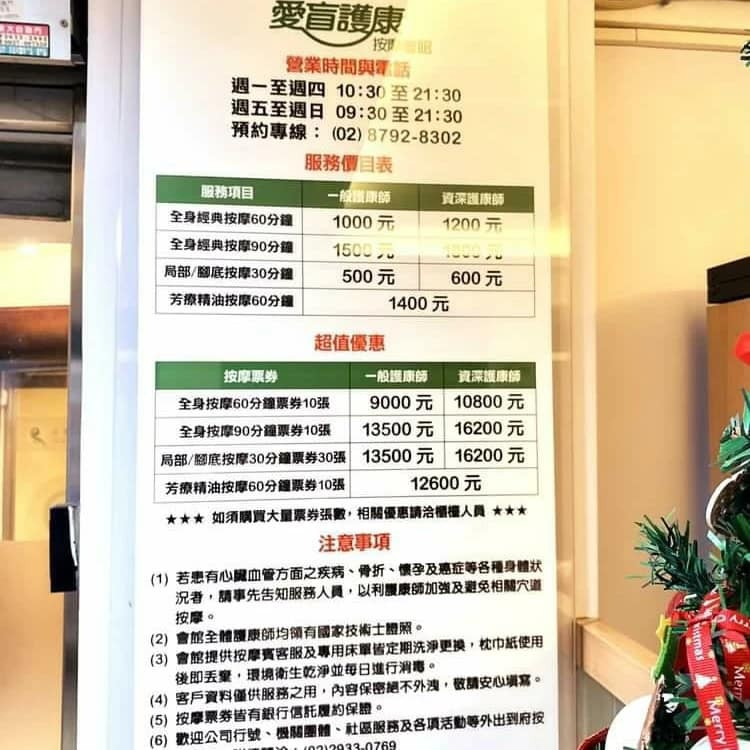 愛盲護康
營業時間與電話
週一至週四 10:30 至 21:30
週五至週日 09:30 至 21:30
預約專線： (02) 8792-8302
服務價目表
服務項目 一般護康師 資深護康師
全身經典按摩60分鐘 1000 元 1200 元
全身經典按摩90分鐘 1500 元
局部/腳底按摩30分鐘 500 元 600 元
芳療精油按摩60分鐘 1400 元
超值優惠
按摩票券 一般護康師 資深護康師
全身按摩60分鐘票券10張 9000 元 10800 元
全身按摩90分鐘票券10張 13500 元 16200 元
局部/腳底按摩30分鐘票券30張 13500 元 16200 元
芳療精油按摩60分鐘票券10張 12600 元
★★★ 如須購買大量票券張數，相關優惠請洽櫃檯人員 ★★★
注意事項
(1) 若患有心臟血管方面之疾病、骨折、懷孕及癌症等各種身體狀
況者，請事先告知服務人員，以利護康師加強及避免相關穴道
按摩。
(2) 會館全體護康師均領有國家技術士證照。
(3) 會館提供按摩賓客服及專用床單皆定期洗淨更換，枕巾紙使用
後即丟棄，環境衛生乾淨並每日進行消毒。
(4) 客戶資料僅供服務之用，內容保密絕不外洩，敬請安心填寫。
(5) 按摩票券皆有銀行信託履約保證。
(6) 歡迎公司行號、機關團體、社區服務及各項活動等外出到府按
(02)2933-0769
Merry
Christmas
Merry